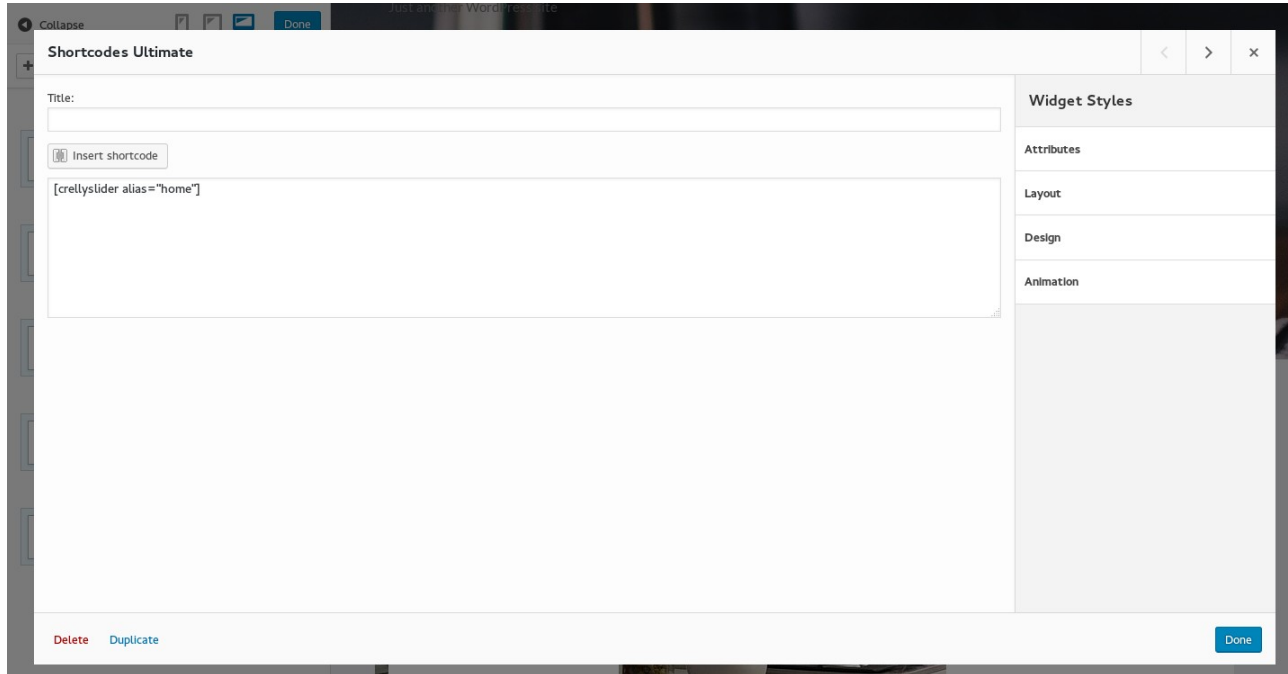 Collapse
Done
Just another WordPress site
Shortcodes Ultimate
Title:
Insert shortcode
[crellyslider alias="home"]
Widget Styles
Attributes
Layout
Design
Animation
Delete Duplicate
Done